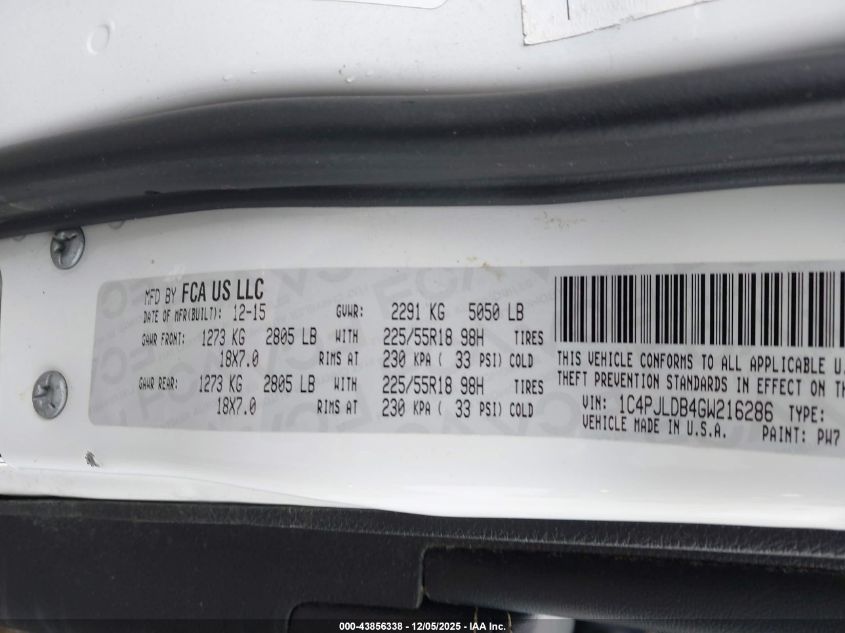 MFD BY FCA US LLC
DATE OF MFR(BUILT): 12-15 GVWR: 2291 KG 5050 LB
GAWR FRONT: 1273 KG 2805 LB WITH 225/55R18 98H TIRES
18X7.0 RIMS AT 230 KPA ( 33 PSI) COLD
GAWR REAR: 1273 KG 2805 LB WITH 225/55R18 98H TIRES
18X7.0 RIMS AT 230 KPA ( 33 PSI) COLD
THIS VEHICLE CONFORMS TO ALL APPLICABLE U.
THEFT PREVENTION STANDARDS IN EFFECT ON TH
VIN: 1C4PJLDB4GW216286 TYPE:
VEHICLE MADE IN U.S.A. PAINT: PW7
000-43856338 - 12/05/2025 - IAA Inc.